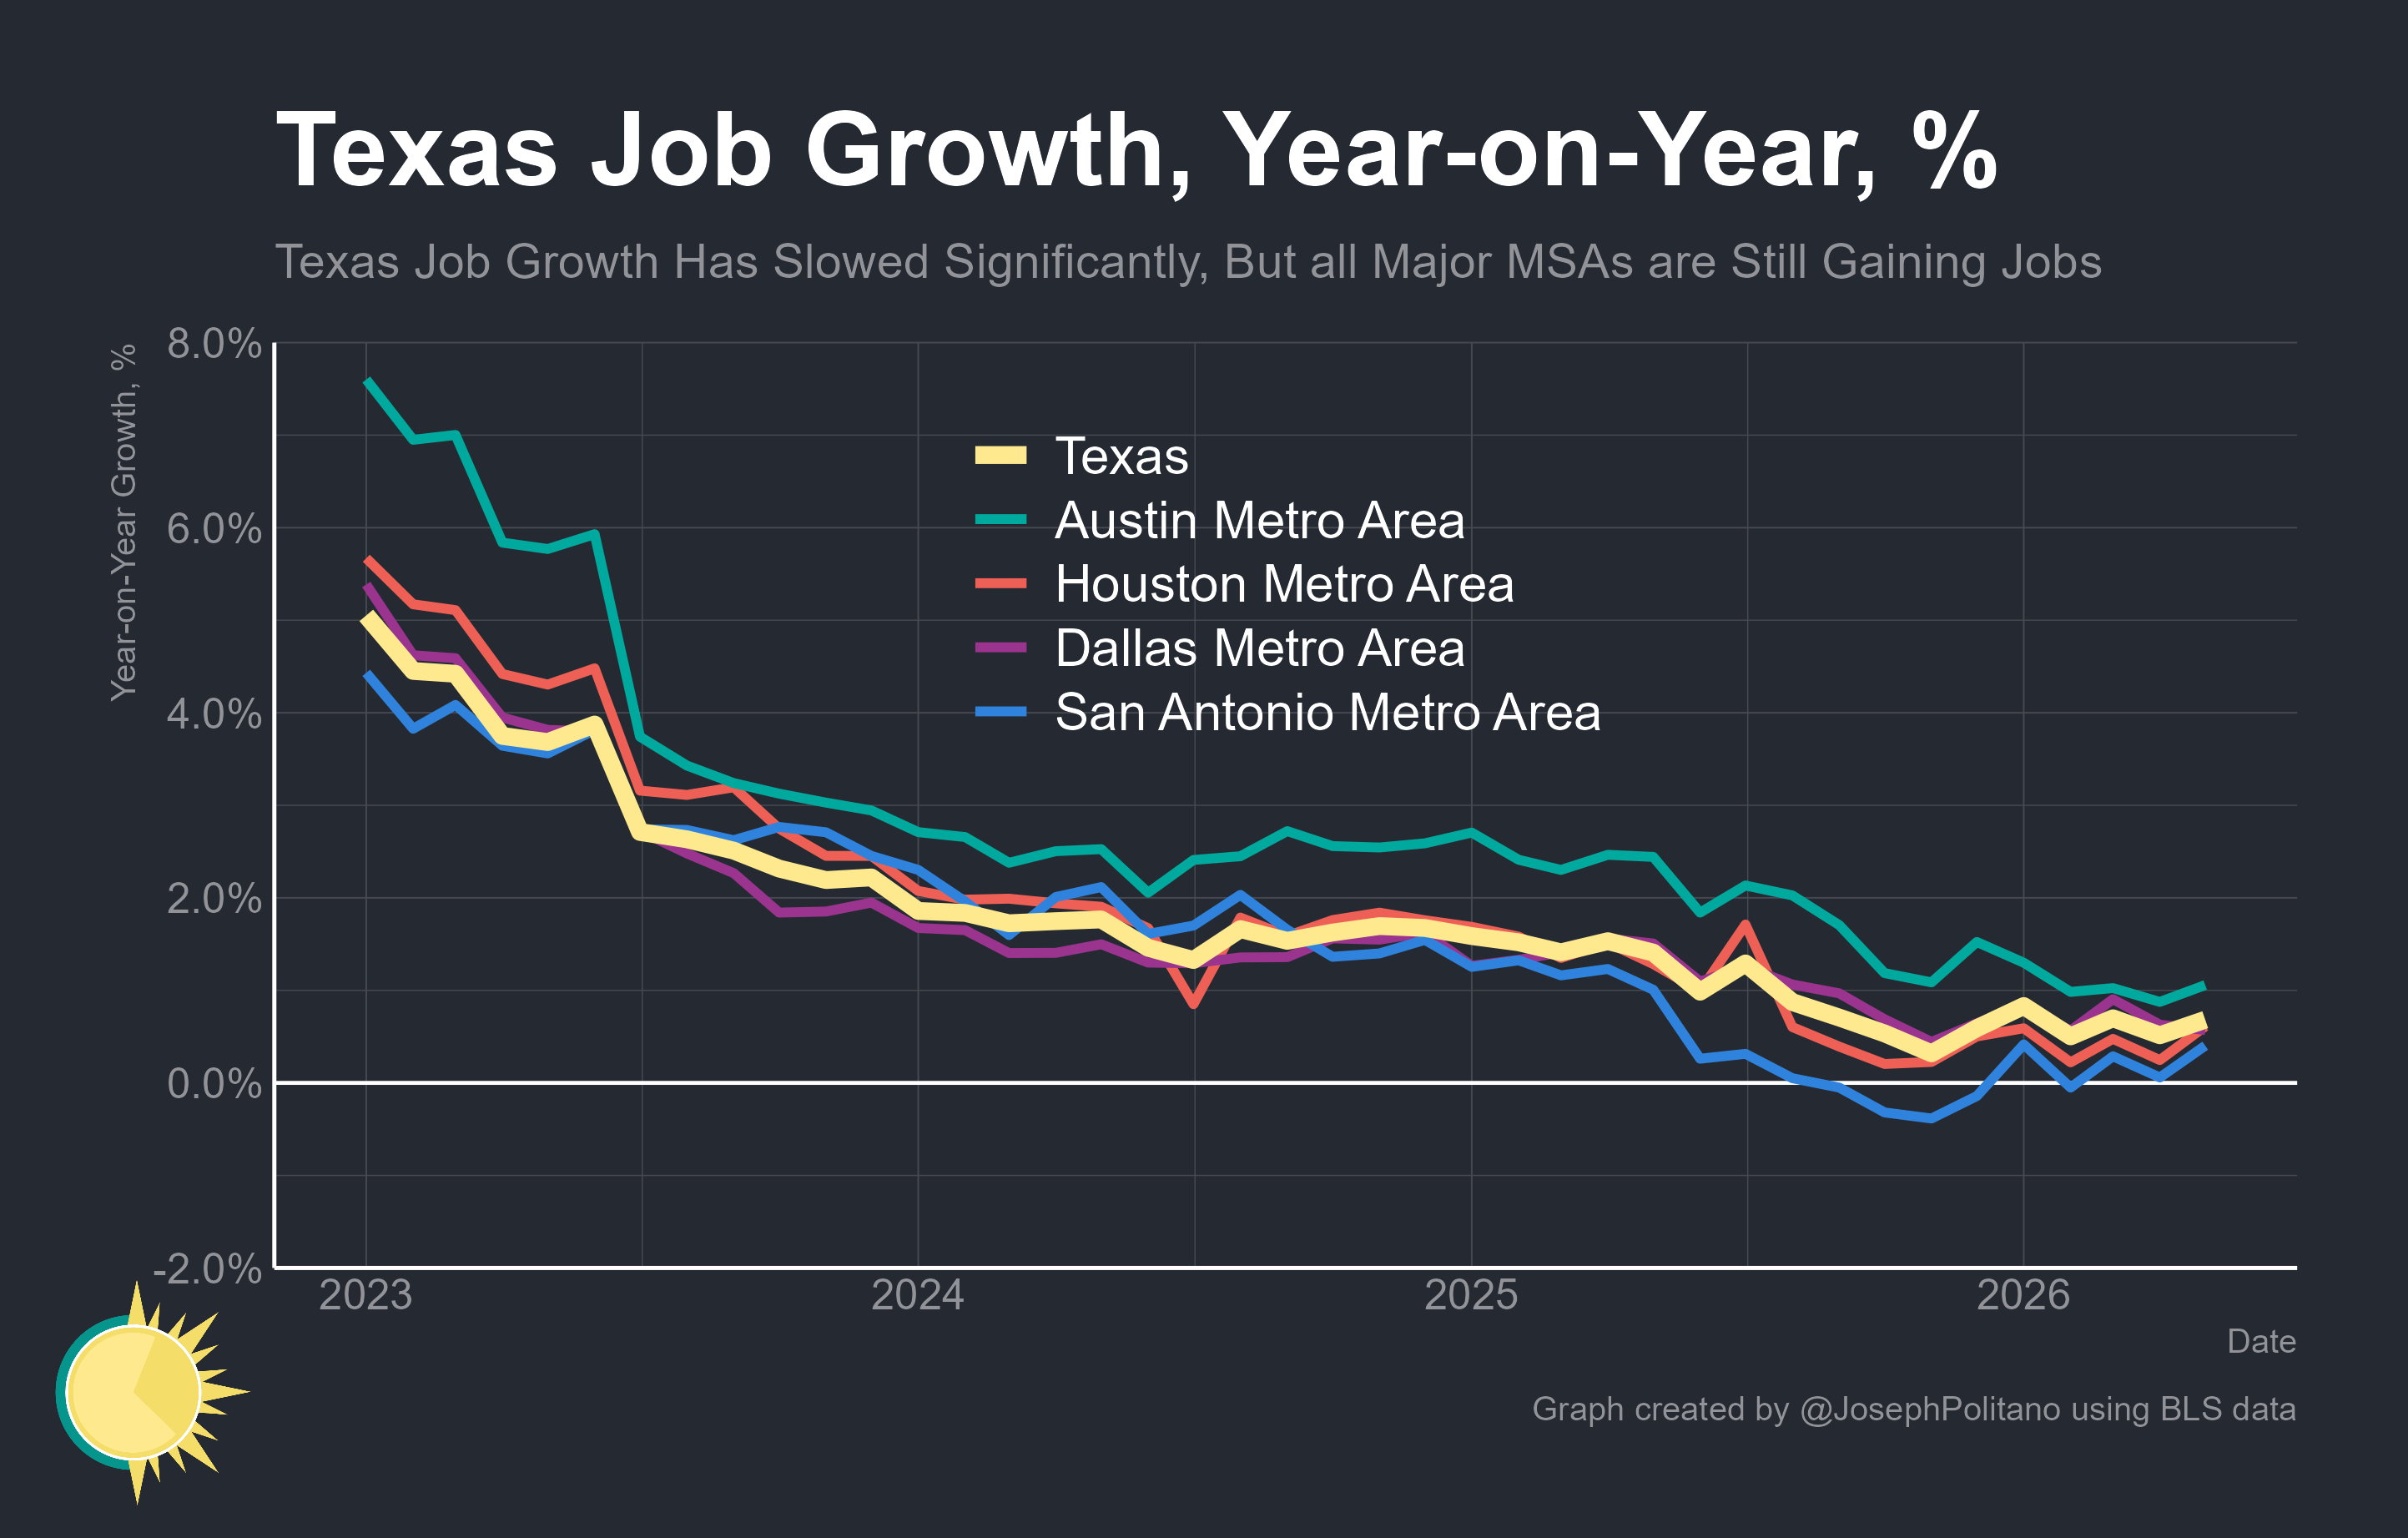 Texas Job Growth, Year-on-Year, %
Texas Job Growth Has Slowed Significantly, But all Major MSAs are Still Gaining Jobs
Year-on-Year Growth, %
8.0%
6.0%
4.0%
2.0%
0.0%
-2.0%
Texas
Austin Metro Area
Houston Metro Area
Dallas Metro Area
San Antonio Metro Area
2023 2024 2025 2026
Date
Graph created by @JosephPolitano using BLS data